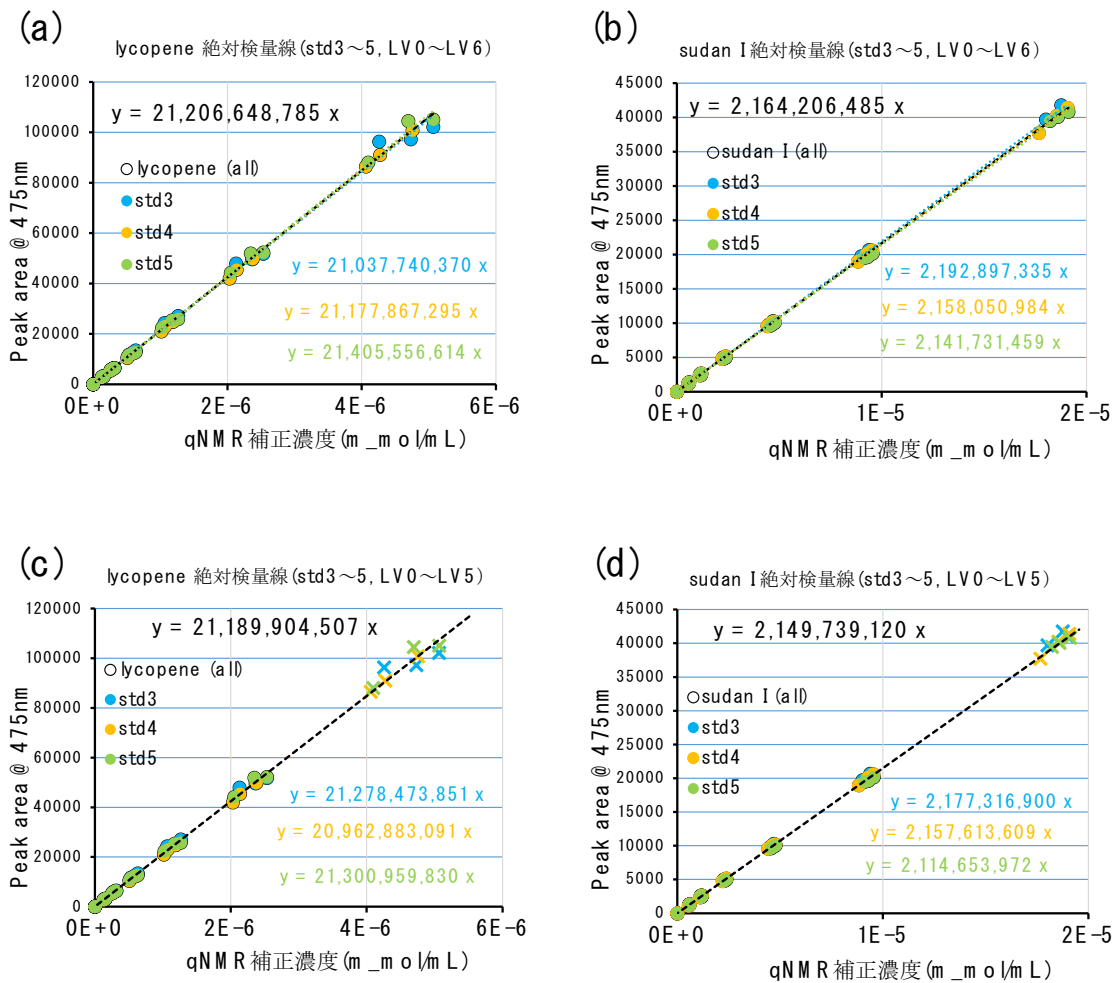 (a)
lycopene 絶対検量線(std3～5, LV0～LV6)
120000
100000
80000
60000
40000
20000
0
Peak area @ 475nm
y = 21,206,648,785 x
lycopene (all)
std3
std4
std5
y = 21,037,740,370 x
y = 21,177,867,295 x
y = 21,405,556,614 x
0E+0
2E-6
4E-6
6E-6
qNMR補正濃度(m_mol/mL)
(b)
sudan I 絶対検量線(std3～5, LV0～LV6)
45000
40000
35000
30000
25000
20000
15000
10000
5000
0
Peak area @ 475nm
y = 2,164,206,485 x
sudan I (all)
std3
std4
std5
y = 2,192,897,335 x
y = 2,158,050,984 x
y = 2,141,731,459 x
0E+0
1E-5
2E-5
qNMR補正濃度(m_mol/mL)
(c)
lycopene 絶対検量線(std3～5, LV0～LV5)
120000
100000
80000
60000
40000
20000
0
Peak area @ 475nm
y = 21,189,904,507 x
lycopene (all)
std3
std4
std5
y = 21,278,473,851 x
y = 20,962,883,091 x
y = 21,300,959,830 x
0E+0
2E-6
4E-6
6E-6
qNMR補正濃度(m_mol/mL)
(d)
sudan I 絶対検量線(std3～5, LV0～LV5)
45000
40000
35000
30000
25000
20000
15000
10000
5000
0
Peak area @ 475nm
y = 2,149,739,120 x
sudan I (all)
std3
std4
std5
y = 2,177,316,900 x
y = 2,157,613,609 x
y = 2,114,653,972 x
0E+0
1E-5
2E-5
qNMR補正濃度(m_mol/mL)